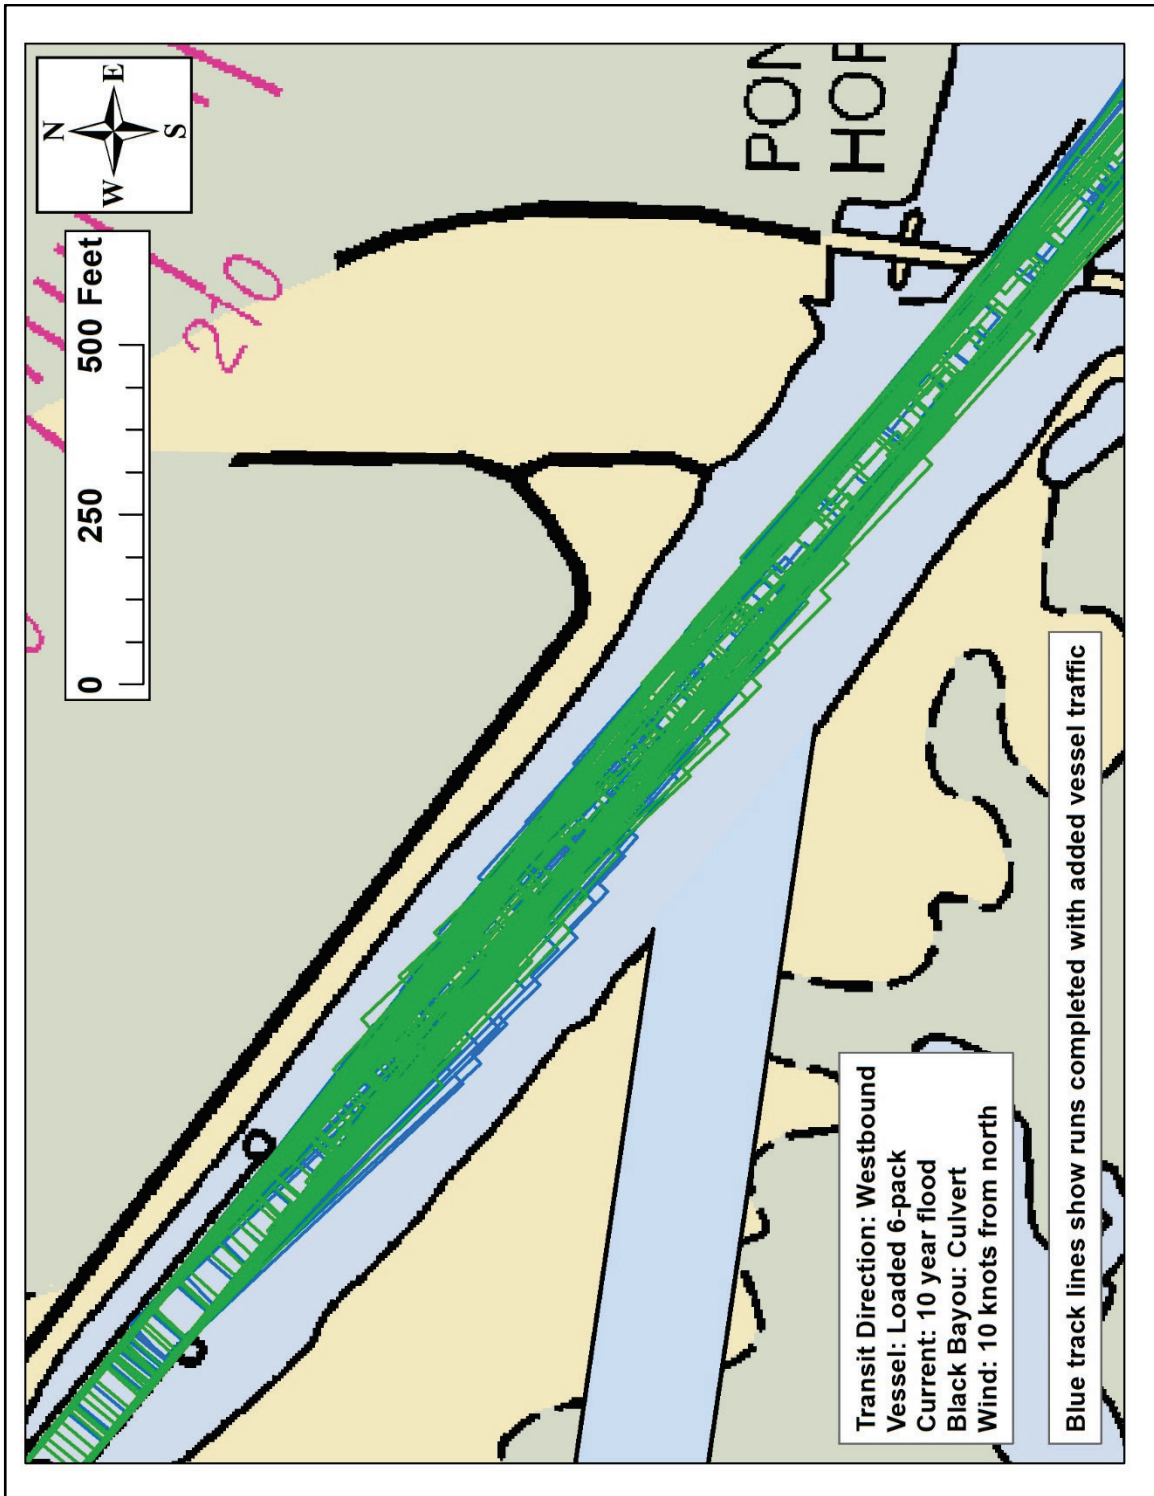 N
W E
S
0 250 500 Feet
210
PON
HOR
Transit Direction: Westbound
Vessel: Loaded 6-pack
Current: 10 year flood
Black Bayou: Culvert
Wind: 10 knots from north
Blue track lines show runs completed with added vessel traffic